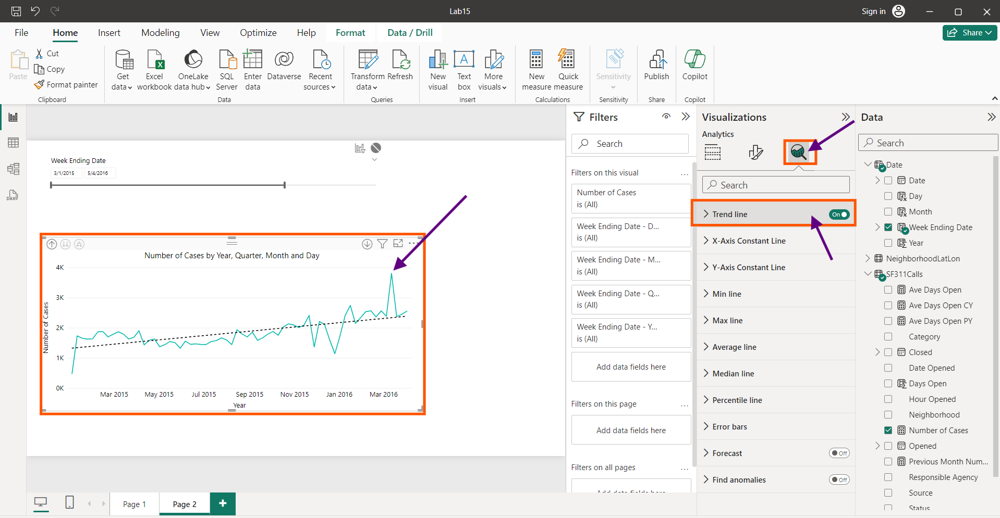 Lab15
Sign in
File
Home
Insert
Modeling
View
Optimize
Help
Format
Data / Drill
Share
Paste
Cut
Copy
Format painter
Clipboard
Get data
Excel workbook
OneLake data hub
SQL Server
Enter data
Dataverse
Recent sources
Data
Transform data
Refresh
Queries
New visual
Text box
More visuals
Insert
New measure
Quick measure
Calculations
Sensitivity
Sensitivity
Publish
Share
Copilot
Copilot
DAX
Week Ending Date
3/1/2015
5/4/2016
Number of Cases by Year, Quarter, Month and Day
4K
3K
2K
1K
0K
Number of Cases
Mar 2015
May 2015
Jul 2015
Sep 2015
Nov 2015
Jan 2016
Mar 2016
Year
Page 1
Page 2
Filters
Search
Filters on this visual
...
Number of Cases
is (All)
Week Ending Date - D...
is (All)
Week Ending Date - M...
is (All)
Week Ending Date - Q...
is (All)
Week Ending Date - Y...
is (All)
Add data fields here
Filters on this page
...
Add data fields here
Filters on all pages
...
Add data fields here
Visualizations
Analytics
Search
Trend line
On
X-Axis Constant Line
Y-Axis Constant Line
Min line
Max line
Average line
Median line
Percentile line
Error bars
Forecast
Off
Find anomalies
Off
Data
Search
Date
Date
Day
Month
Week Ending Date
Year
NeighborhoodLatLon
SF311Calls
Ave Days Open
Ave Days Open CY
Ave Days Open PY
Category
Closed
Date Opened
Days Open
Hour Opened
Neighborhood
Number of Cases
Opened
Previous Month Num...
Responsible Agency
Source
Status